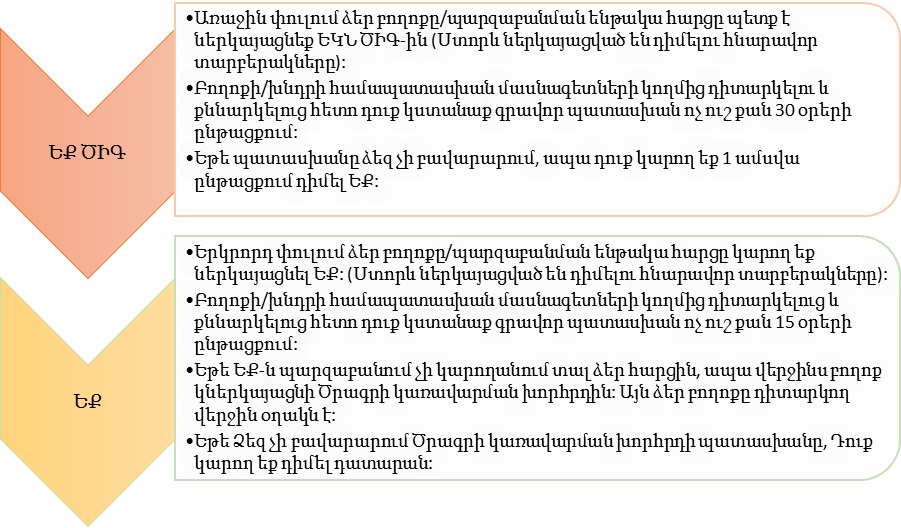 ԵՔ ԾԻԳ
•Առաջին փուլում ձեր բողոքը/պարզաբանման ենթակա հարցը պետք է
ներկայացնեք ԵԿՆ ԾԻԳ-ին (Ստորև ներկայացված են դիմելու հնարավոր
տարբերակները)։
•Բողոքի/խնդրի համապատասխան մասնագետների կողմից դիտարկելու և
քննարկելուց հետո դուք կստանաք գրավոր պատասխան ոչ ուշ քան 30 օրերի
ընթացքում։
•Եթե պատասխանը ձեզ չի բավարարում, ապա դուք կարող եք 1 ամսվա
ընթացքում դիմել ԵՔ։
ԵՔ
•Երկրորդ փուլում ձեր բողոքը/պարզաբանման ենթակա հարցը կարող եք
ներկայացնել ԵՔ։ (Ստորև ներկայացված են դիմելու հնարավոր տարբերակները)։
•Բողոքի/խնդրի համապատասխան մասնագետների կողմից դիտարկելուց և
քննարկելուց հետո դուք կստանաք գրավոր պատասխան ոչ ուշ քան 15 օրերի
ընթացքում։
•Եթե ԵՔ-ն պարզաբանում չի կարողանում տալ ձեր հարցին, ապա վերջինս բողոք
կներկայացնի Ծրագրի կառավարման խորհրդին։ Այն ձեր բողոքը դիտարկող
վերջին օղակն է։
•Եթե Ձեզ չի բավարարում Ծրագրի կառավարման խորհրդի պատասխանը, Դուք
կարող եք դիմել դատարան։